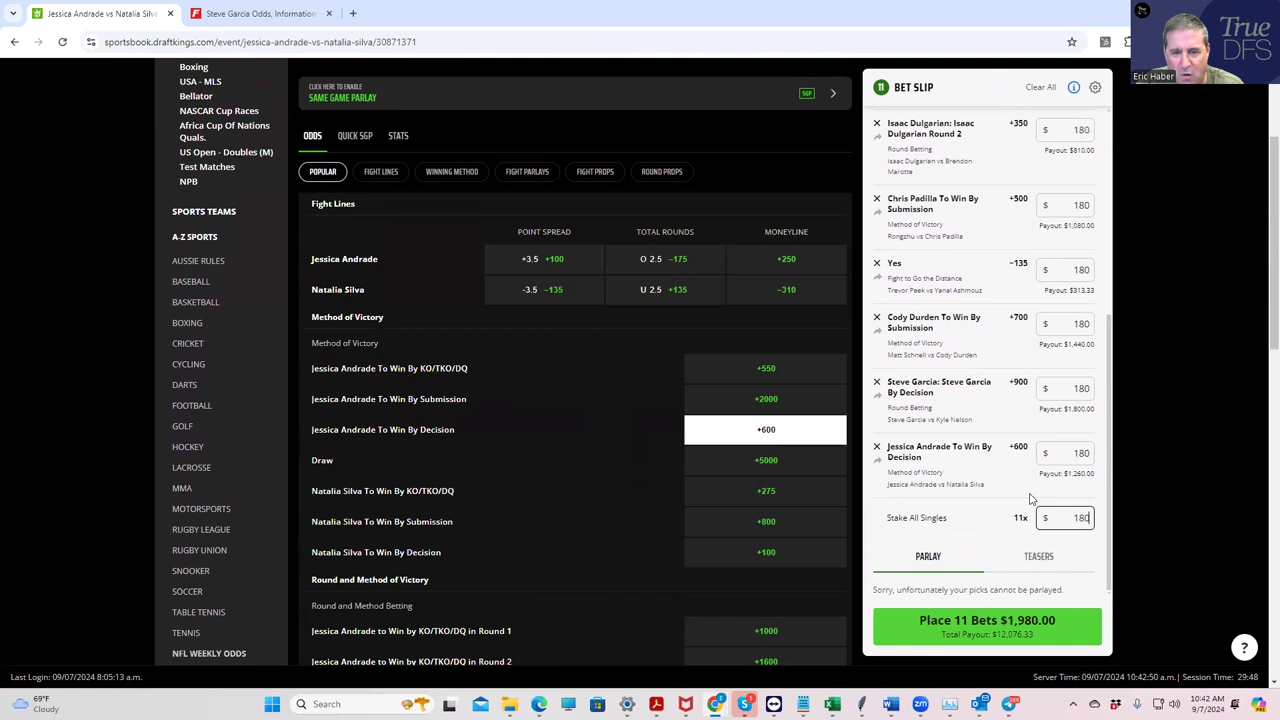 Jessica Andrade vs Natalia Silva
Steve Garcia Odds, Information
sportsbook.draftkings.com/event/jessica-andrade-vs-natalia-silva/30871371
True
DFS
Eric Haber
Boxing
USA - MLS
Bellator
NASCAR Cup Races
Africa Cup Of Nations
Quals.
US Open - Doubles (M)
Test Matches
NPB
SPORTS TEAMS
A-Z SPORTS
AUSSIE RULES
BASEBALL
BASKETBALL
BOXING
CRICKET
CYCLING
DARTS
FOOTBALL
GOLF
HOCKEY
LACROSSE
MMA
MOTORSPORTS
RUGBY LEAGUE
RUGBY UNION
SNOOKER
SOCCER
TABLE TENNIS
TENNIS
NFL WEEKLY ODDS
CLICK HERE TO ENABLE
SAME GAME PARLAY
SGP
ODDS QUICK SGP STATS
POPULAR FIGHT LINES WINNING METHOD FIGHT PARLAYS FIGHT PROPS ROUND PROPS
Fight Lines
POINT SPREAD TOTAL ROUNDS MONEYLINE
Jessica Andrade +3.5 +100 O 2.5 −175 +250
Natalia Silva -3.5 −135 U 2.5 +135 −310
Method of Victory
Method of Victory
Jessica Andrade To Win By KO/TKO/DQ +550
Jessica Andrade To Win By Submission +2000
Jessica Andrade To Win By Decision +600
Draw +5000
Natalia Silva To Win By KO/TKO/DQ +275
Natalia Silva To Win By Submission +800
Natalia Silva To Win By Decision +100
Round and Method of Victory
Round and Method Betting
Jessica Andrade to Win by KO/TKO/DQ in Round 1 +1000
Jessica Andrade to Win by KO/TKO/DQ in Round 2 +1600
11 BET SLIP Clear All
Isaac Dulgarian: Isaac +350 $ 180
Dulgarian Round 2
Round Betting Payout: $810.00
Isaac Dulgarian vs Brendon
Marotte
Chris Padilla To Win By +500 $ 180
Submission
Method of Victory Payout: $1,080.00
Rongzhu vs Chris Padilla
Yes −135 $ 180
Fight to Go the Distance
Trevor Peek vs Yanal Ashmouz Payout: $313.33
Cody Durden To Win By +700 $ 180
Submission
Method of Victory Payout: $1,440.00
Matt Schnell vs Cody Durden
Steve Garcia: Steve Garcia +900 $ 180
By Decision
Round Betting Payout: $1,800.00
Steve Garcia vs Kyle Nelson
Jessica Andrade To Win By +600 $ 180
Decision
Method of Victory Payout: $1,260.00
Jessica Andrade vs Natalia Silva
Stake All Singles 11x $ 180
PARLAY TEASERS
Sorry, unfortunately your picks cannot be parlayed.
Place 11 Bets $1,980.00
Total Payout: $12,076.33
?
Last Login: 09/07/2024 8:05:13 a.m. Server Time: 09/07/2024 10:42:50 a.m.| Session Time: 29:48
69°F
Cloudy
Search
10:42 AM
9/7/2024